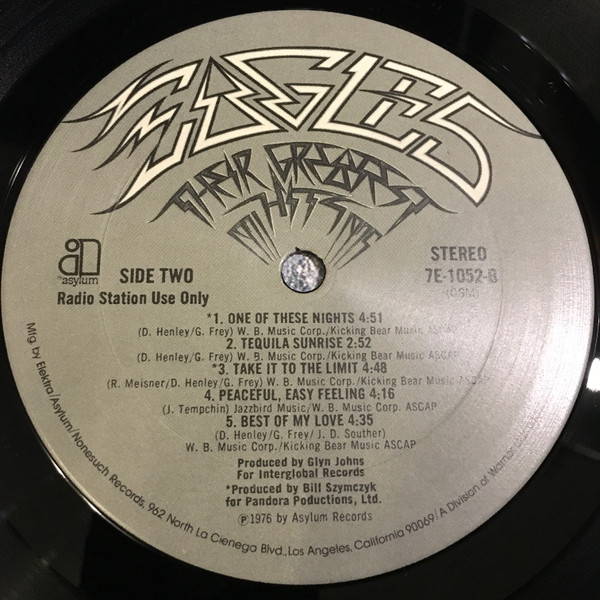 EAGLES
THEIR GREATEST
HITS
asylum
SIDE TWO
Radio Station Use Only
STEREO
7E-1052-B
(CSM)
*1. ONE OF THESE NIGHTS 4:51
(D. Henley/G. Frey) W. B. Music Corp./Kicking Bear Music ASCAP
2. TEQUILA SUNRISE 2:52
(D. Henley/G. Frey) W. B. Music Corp./Kicking Bear Music ASCAP
*3. TAKE IT TO THE LIMIT 4:48
(R. Meisner/D. Henley/G. Frey) W. B. Music Corp./Kicking Bear Music ASCAP
4. PEACEFUL, EASY FEELING 4:16
(J. Tempchin) Jazzbird Music/W. B. Music Corp. ASCAP
5. BEST OF MY LOVE 4:35
(D. Henley/G. Frey/ J. D. Souther)
W. B. Music Corp./Kicking Bear Music ASCAP
Produced by Glyn Johns
For Interglobal Records
*Produced by Bill Szymczyk
for Pandora Poductions, Ltd.
℗1976 by Asylum Records
Mfg. by Elektra/Asylum/Nonesuch Records, 962 North La Cienega Blvd., Los Angeles, California 90069/A Division of Warner